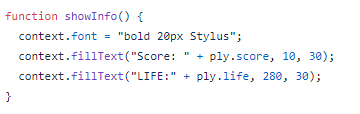 function showInfo() {
  context.font = "bold 20px Stylus";
  context.fillText("Score: " + ply.score, 10, 30);
  context.fillText("LIFE:" + ply.life, 280, 30);
}